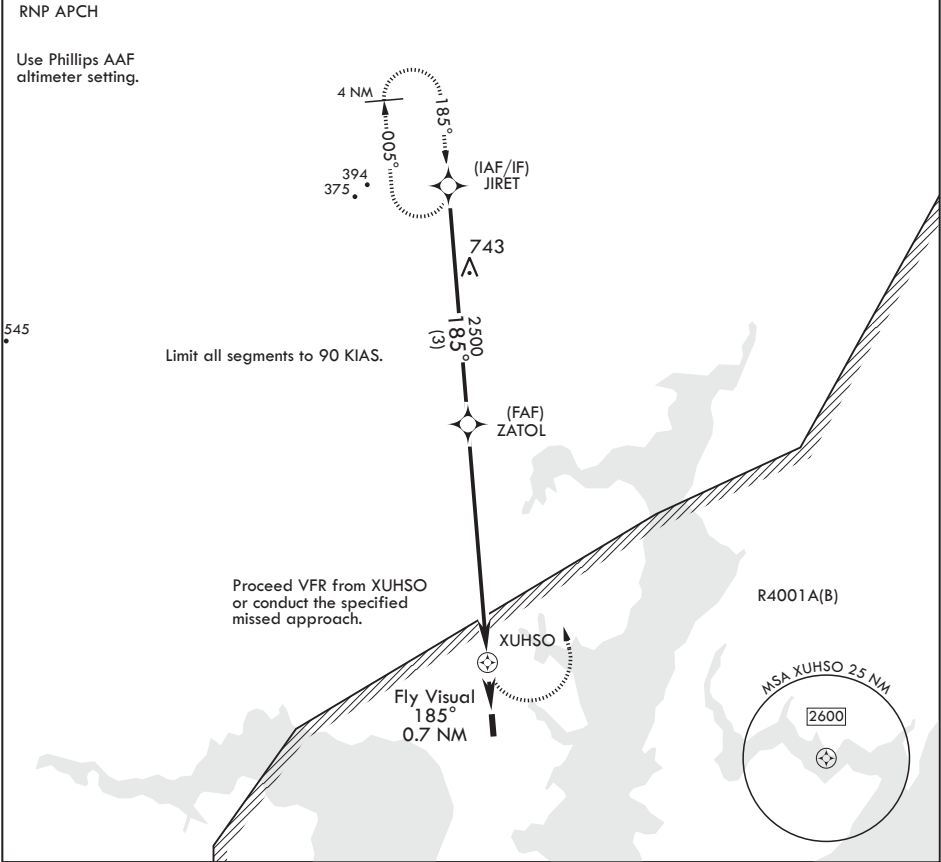 RNP APCH
Use Phillips AAF
altimeter setting.
4 NM
185°
005°
394
375
(IAF/IF)
JIRET
743
545
2500
185°
(3)
Limit all segments to 90 KIAS.
(FAF)
ZATOL
Proceed VFR from XUHSO
or conduct the specified
missed approach.
R4001A(B)
XUHSO
Fly Visual
185°
0.7 NM
MSA XUHSO 25 NM
2600